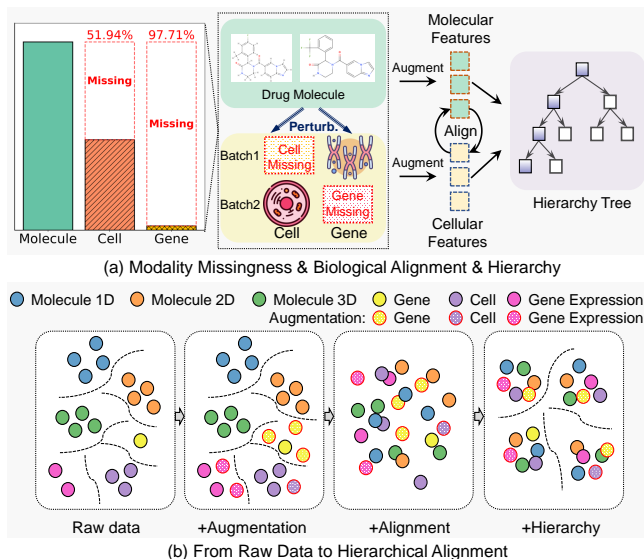 51.94%
97.71%
Missing
Missing
Molecule
Cell
Gene
Drug Molecule
Perturb.
Batch1
Cell
Missing
Batch2
Gene
Missing
Cell
Gene
Molecular
Features
Augment
Align
Augment
Cellular
Features
Hierarchy Tree
(a) Modality Missingness & Biological Alignment & Hierarchy
Molecule 1D
Molecule 2D
Molecule 3D
Gene
Cell
Gene Expression
Augmentation:
Gene
Cell
Gene Expression
Raw data
+Augmentation
+Alignment
+Hierarchy
(b) From Raw Data to Hierarchical Alignment